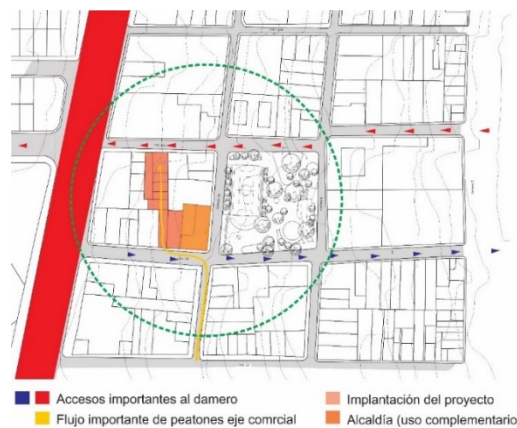 Accesos importantes al damero
Implantación del proyecto
Flujo importante de peatones eje comrcial
Alcaldía (uso complementario